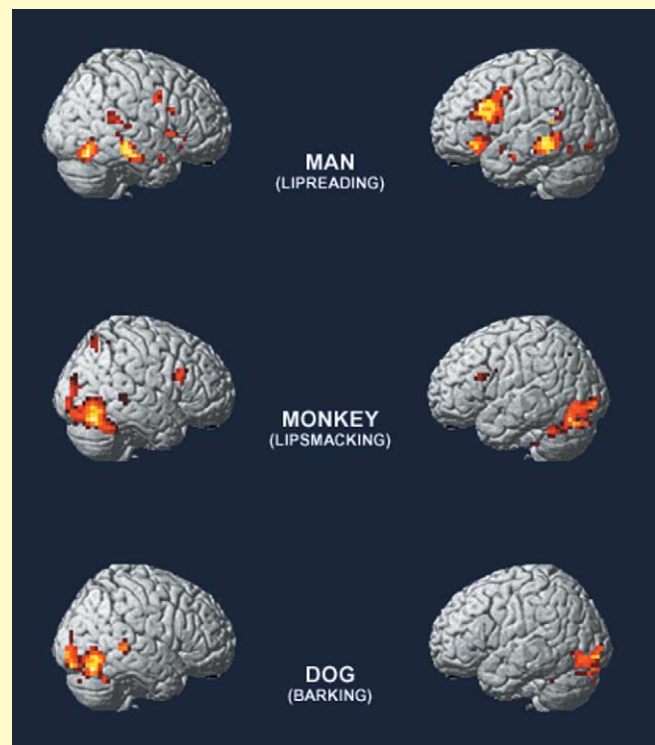 MAN
(LIPREADING)
MONKEY
(LIPSMACKING)
DOG
(BARKING)